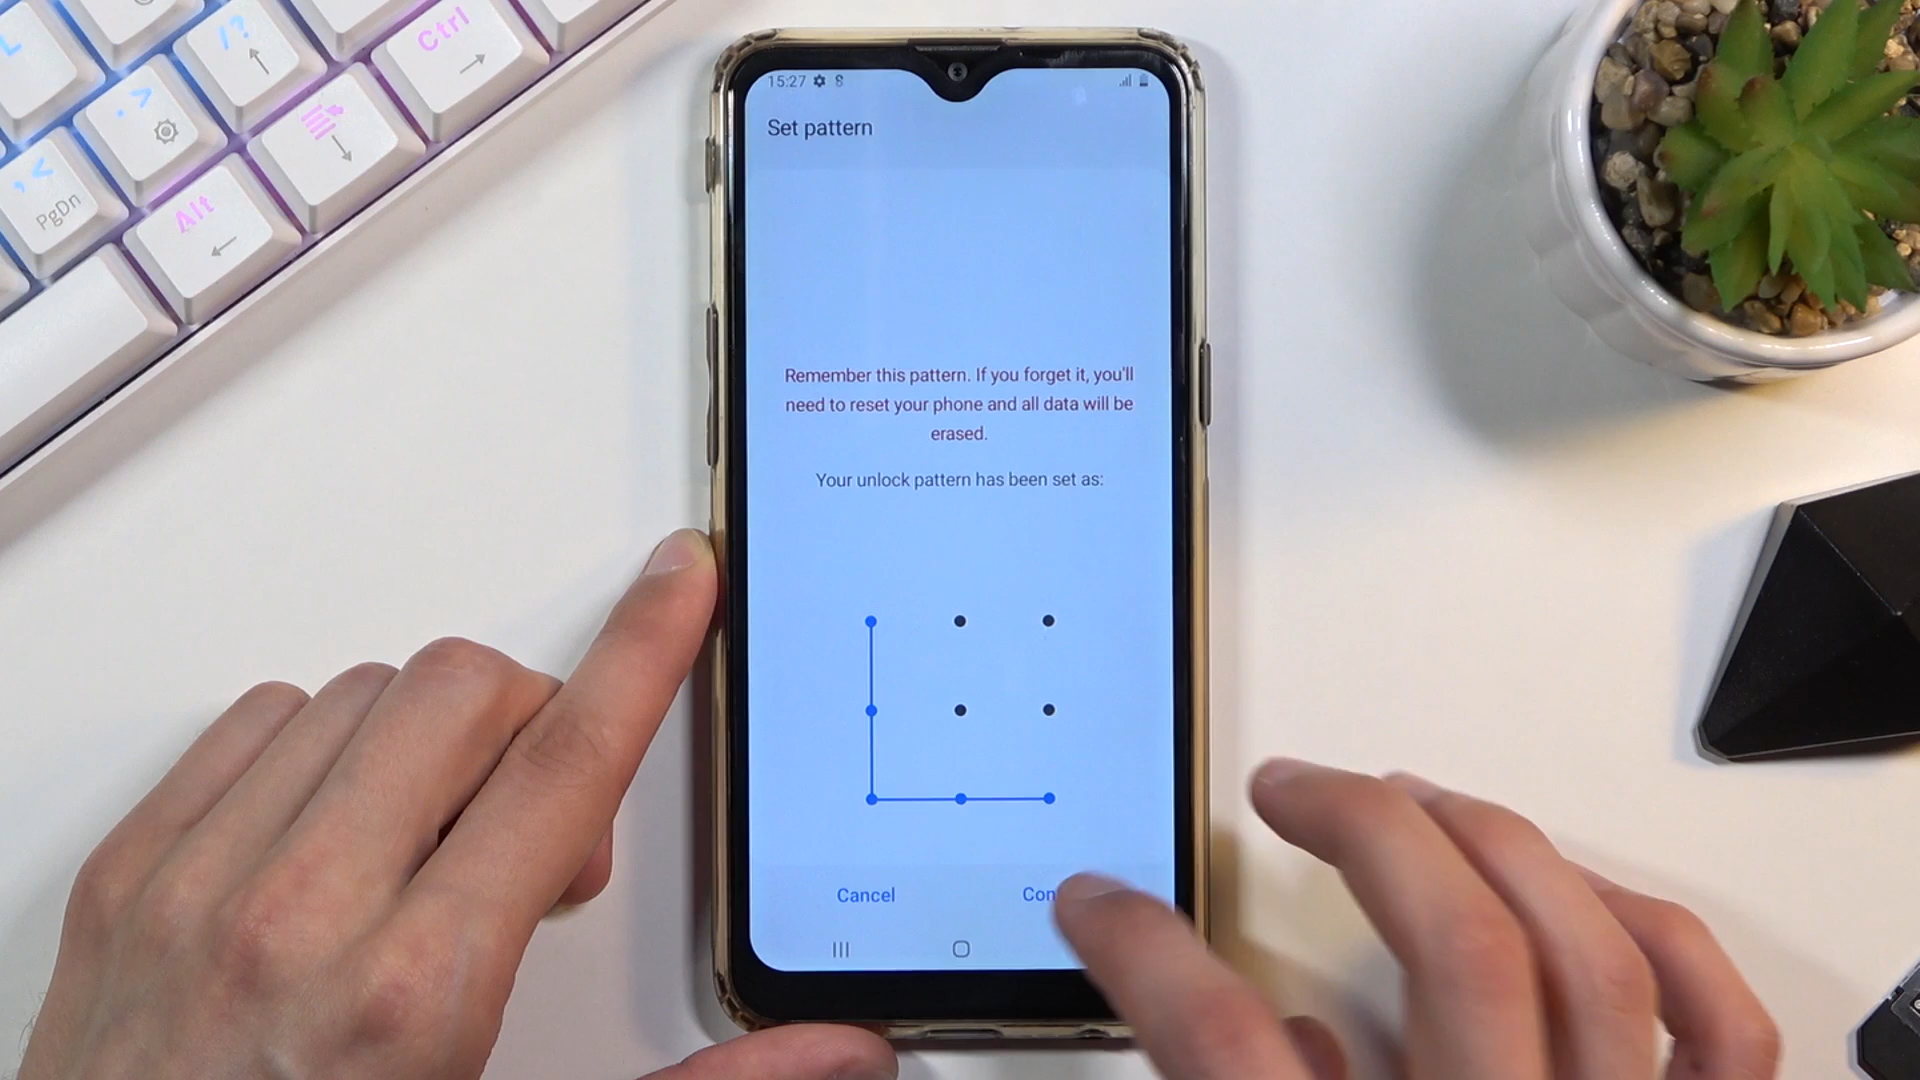 L
/?
Ctrl
. >
, <
PgDn
Alt
15:27
Set pattern
Remember this pattern. If you forget it, you'll
need to reset your phone and all data will be
erased.
Your unlock pattern has been set as:
Cancel